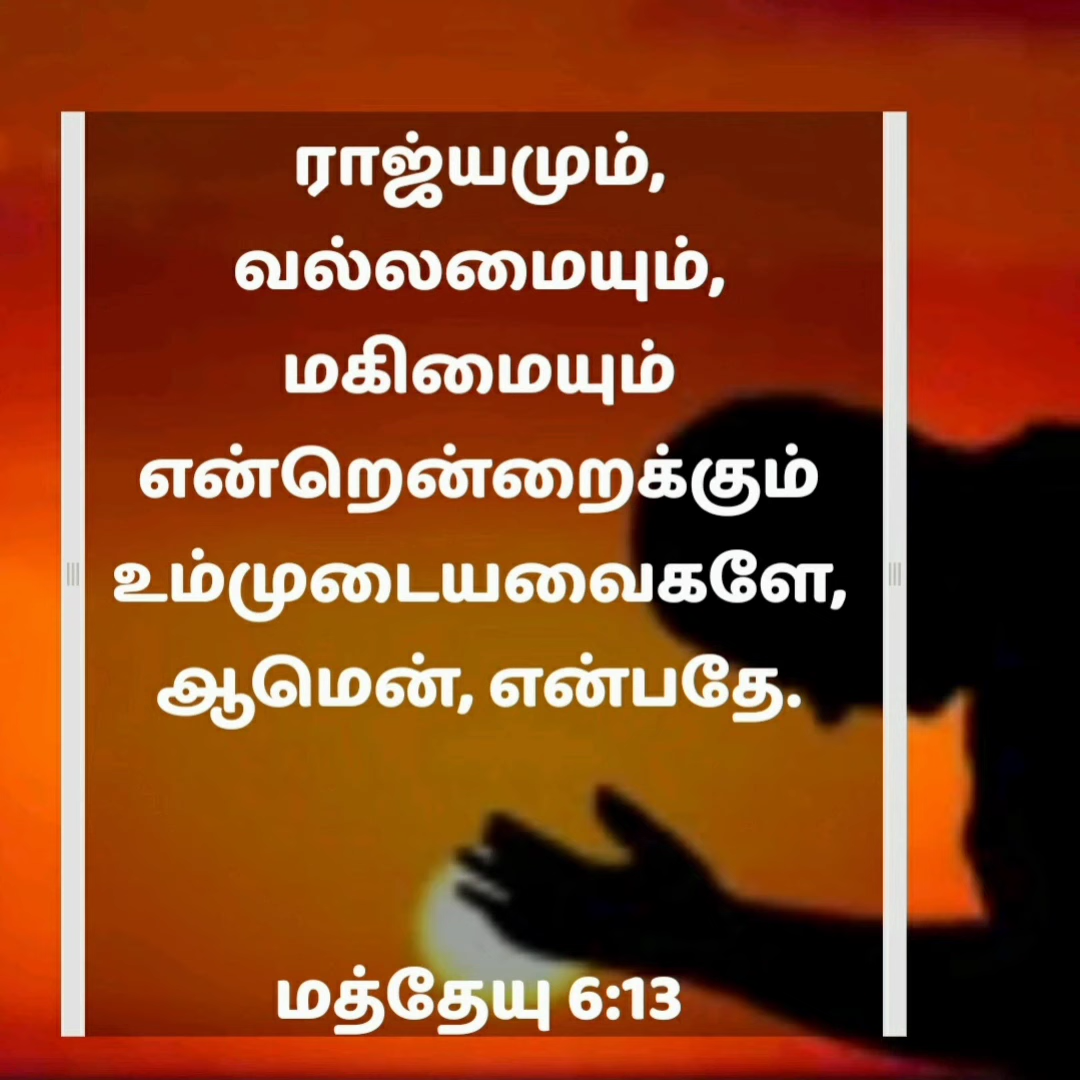 ராஜ்யமும்,
வல்லமையும்,
மகிமையும்
என்றென்றைக்கும்
உம்முடையவைகளே,
ஆமென், என்பதே.
மத்தேயு 6:13